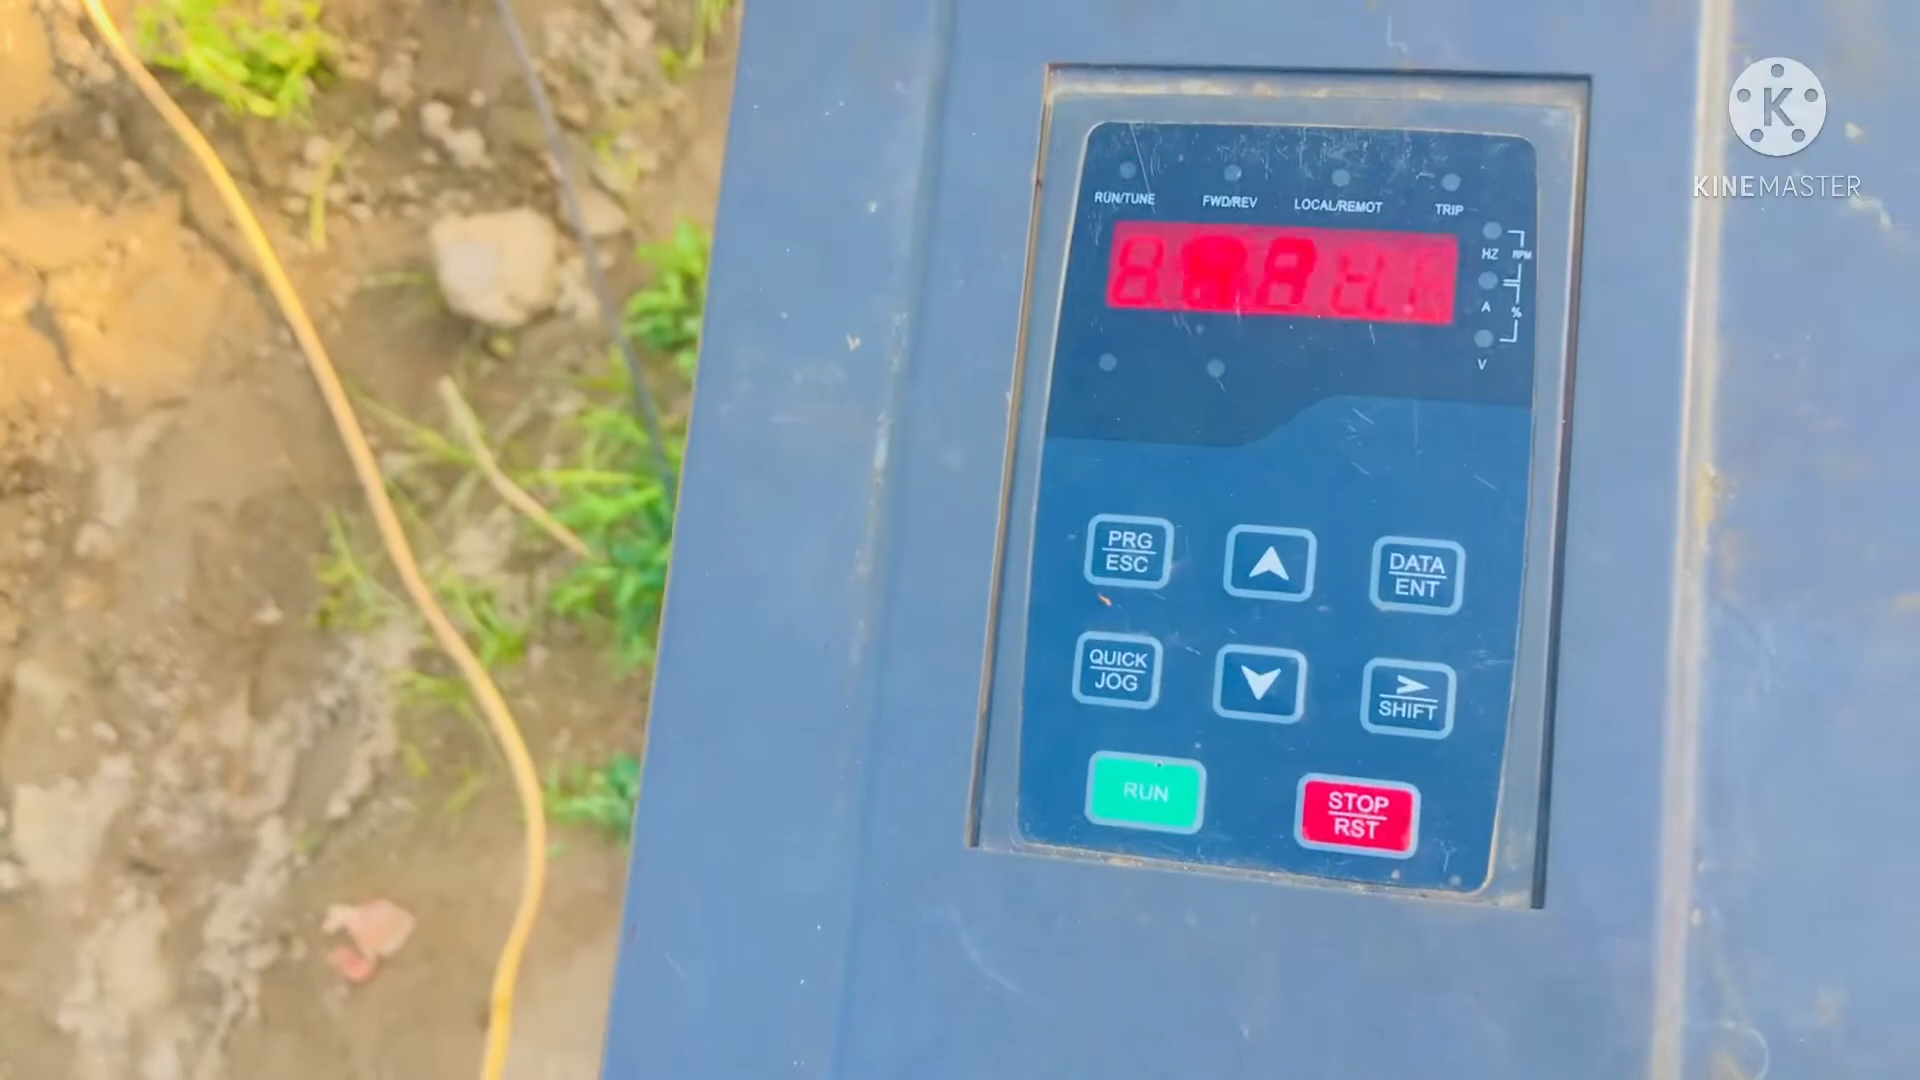 KINEMASTER
RUN/TUNE FWD/REV LOCAL/REMOT TRIP
HZ RPM
A %
V
PRG
ESC
DATA
ENT
QUICK
JOG
SHIFT
RUN
STOP
RST